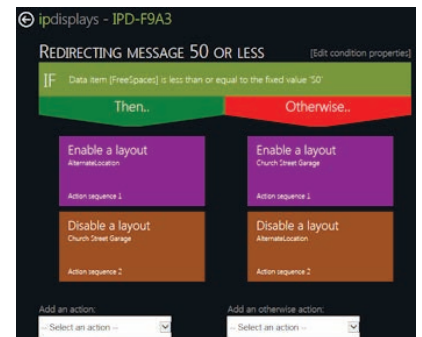 ipdisplays - IPD-F9A3
REDIRECTING MESSAGE 50 OR LESS
[Edit condition properties]
IF Data item [FreeSpaces] is less than or equal to the fixed value '50'
Then..
Otherwise..
Enable a layout
AlternateLocation
Action sequence 1
Enable a layout
Church Street Garage
Action sequence 1
Disable a layout
Church Street Garage
Action sequence 2
Disable a layout
AlternateLocation
Action sequence 2
Add an action:
-- Select an action --
Add an otherwise action:
-- Select an action --